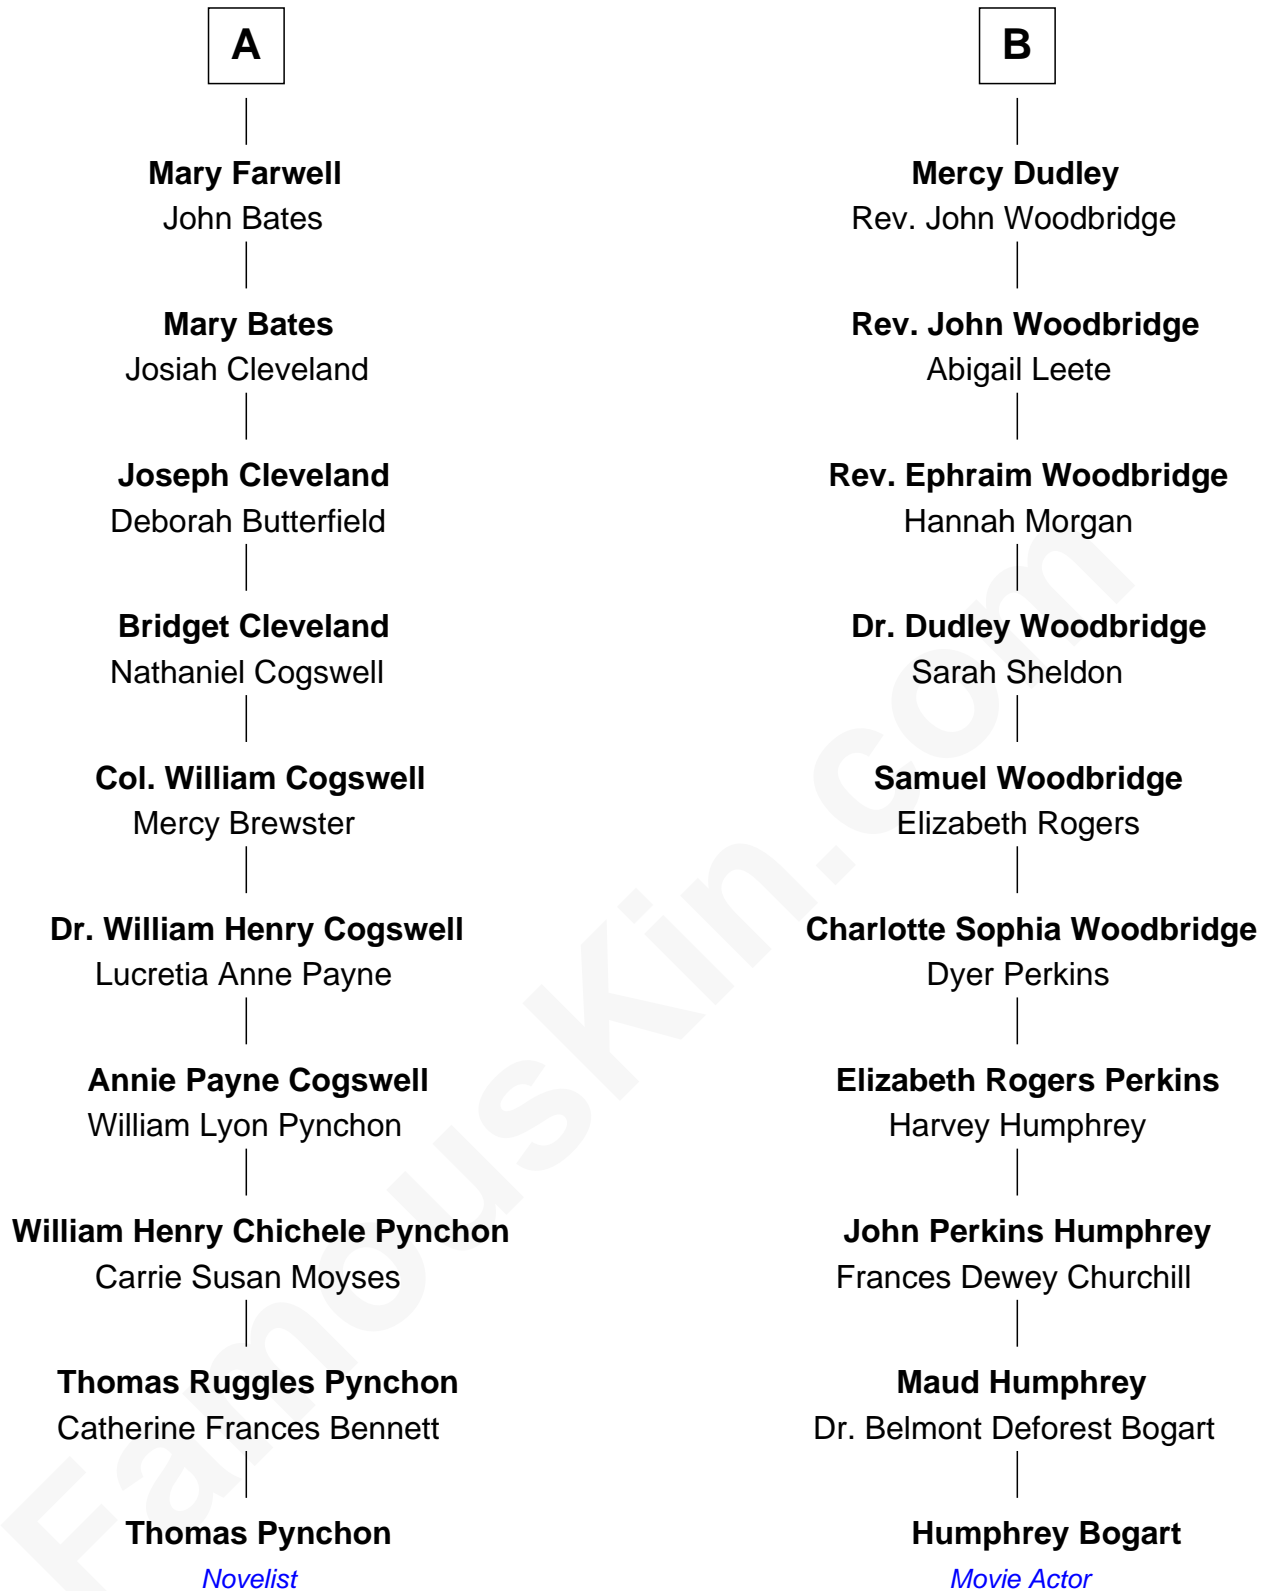 A
Mary Farwell
John Bates
Mary Bates
Josiah Cleveland
Joseph Cleveland
Deborah Butterfield
Bridget Cleveland
Nathaniel Cogswell
Col. William Cogswell
Mercy Brewster
Dr. William Henry Cogswell
Lucretia Anne Payne
Annie Payne Cogswell
William Lyon Pynchon
William Henry Chichele Pynchon
Carrie Susan Moyses
Thomas Ruggles Pynchon
Catherine Frances Bennett
Thomas Pynchon
Novelist
B
Mercy Dudley
Rev. John Woodbridge
Rev. John Woodbridge
Abigail Leete
Rev. Ephraim Woodbridge
Hannah Morgan
Dr. Dudley Woodbridge
Sarah Sheldon
Samuel Woodbridge
Elizabeth Rogers
Charlotte Sophia Woodbridge
Dyer Perkins
Elizabeth Rogers Perkins
Harvey Humphrey
John Perkins Humphrey
Frances Dewey Churchill
Maud Humphrey
Dr. Belmont Deforest Bogart
Humphrey Bogart
Movie Actor
FamousKin.com